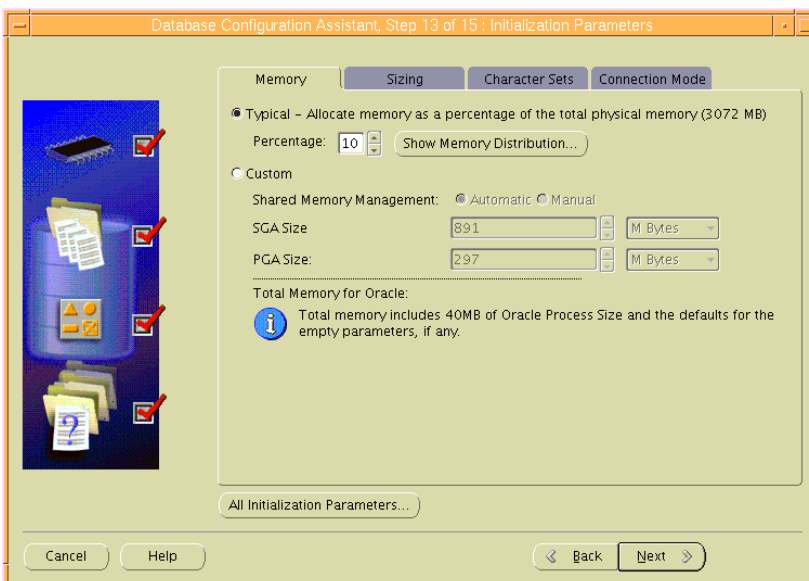 Database Configuration Assistant, Step 13 of 15 : Initialization Parameters
Memory Sizing Character Sets Connection Mode
Typical – Allocate memory as a percentage of the total physical memory (3072 MB)
Percentage: 10 Show Memory Distribution...
Custom
Shared Memory Management: Automatic Manual
SGA Size 891 M Bytes
PGA Size: 297 M Bytes
Total Memory for Oracle:
Total memory includes 40MB of Oracle Process Size and the defaults for the
empty parameters, if any.
All Initialization Parameters...
Cancel Help Back Next